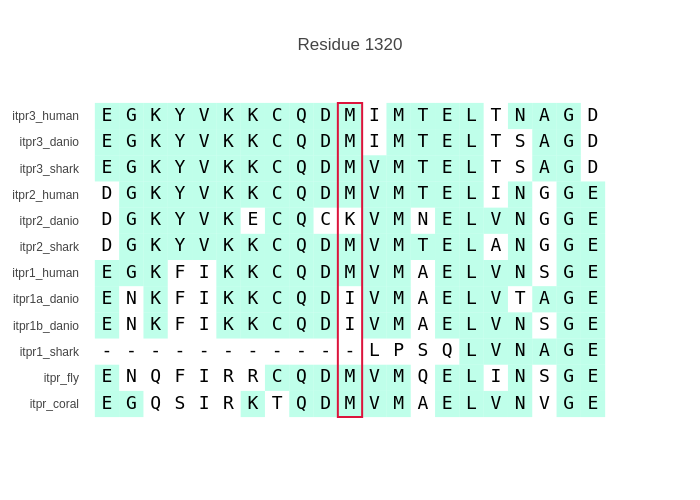 Residue 1320
itpr3_human E G K Y V K K C Q D M I M T E L T N A G D
itpr3_danio E G K Y V K K C Q D M I M T E L T S A G D
itpr3_shark E G K Y V K K C Q D M V M T E L T S A G D
itpr2_human D G K Y V K K C Q D M V M T E L I N G G E
itpr2_danio D G K Y V K E C Q C K V M N E L V N G G E
itpr2_shark D G K Y V K K C Q D M V M T E L A N G G E
itpr1_human E G K F I K K C Q D M V M A E L V N S G E
itpr1a_danio E N K F I K K C Q D I V M A E L V T A G E
itpr1b_danio E N K F I K K C Q D I V M A E L V N S G E
itpr1_shark - - - - - - - - - - - L P S Q L V N A G E
itpr_fly E N Q F I R R C Q D M V M Q E L I N S G E
itpr_coral E G Q S I R K T Q D M V M A E L V N V G E